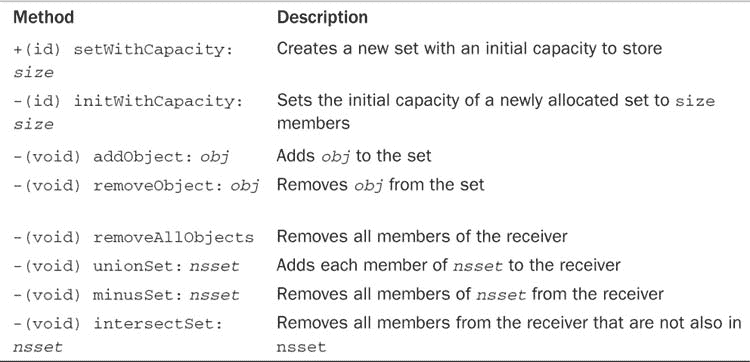 Method Description
+(id) setWithCapacity: Creates a new set with an initial capacity to store
size
-(id) initWithCapacity: Sets the initial capacity of a newly allocated set to size
size members
-(void) addObject: obj Adds obj to the set
-(void) removeObject: obj Removes obj from the set
-(void) removeAllObjects Removes all members of the receiver
-(void) unionSet: nsset Adds each member of nsset to the receiver
-(void) minusSet: nsset Removes all members of nsset from the receiver
-(void) intersectSet: Removes all members from the receiver that are not also in
nsset nsset